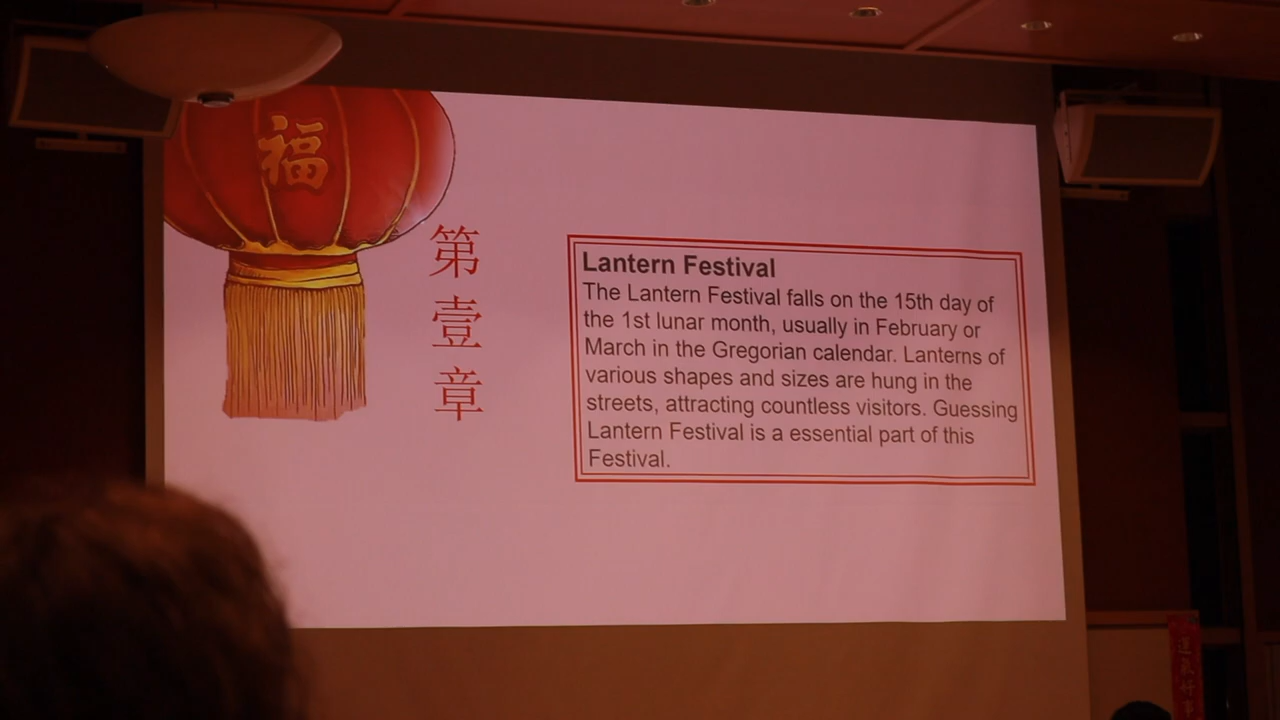 福
第壹章
Lantern Festival
The Lantern Festival falls on the 15th day of
the 1st lunar month, usually in February or
March in the Gregorian calendar. Lanterns of
various shapes and sizes are hung in the
streets, attracting countless visitors. Guessing
Lantern Festival is a essential part of this
Festival.